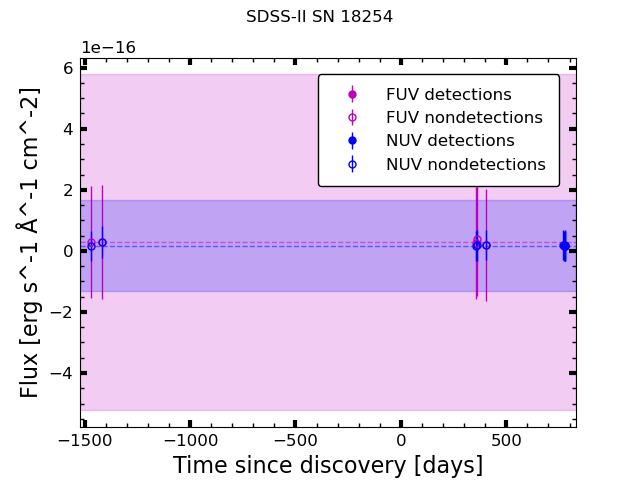 SDSS-II SN 18254
1e−16
6
4
2
0
−2
−4
FUV detections
FUV nondetections
NUV detections
NUV nondetections
Flux [erg s^-1 Å^-1 cm^-2]
−1500 −1000 −500 0 500
Time since discovery [days]